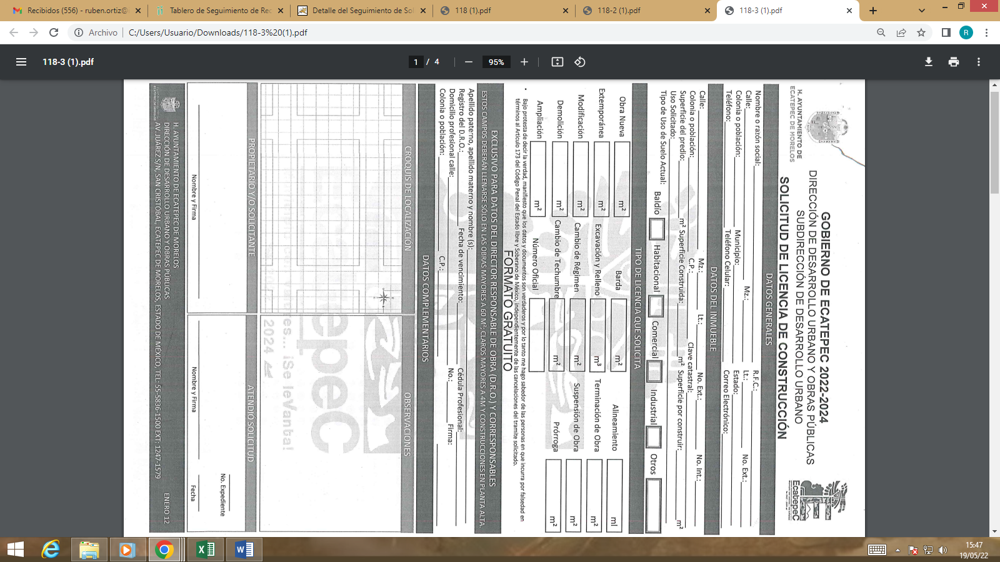 Recibidos (556) - ruben.ortiz@
Tablero de Seguimiento de Rec
Detalle del Seguimiento de Sol
118 (1).pdf
118-2 (1).pdf
118-3 (1).pdf
Archivo
C:/Users/Usuario/Downloads/118-3%20(1).pdf
R
118-3 (1).pdf
1 / 4
95%
H. AYUNTAMIENTO DE
ECATEPEC DE MORELOS
GOBIERNO DE ECATEPEC 2022-2024
DIRECCIÓN DE DESARROLLO URBANO Y OBRAS PÚBLICAS
SUBDIRECCIÓN DE DESARROLLO URBANO
SOLICITUD DE LICENCIA DE CONSTRUCCIÓN
EcatepeC
DATOS GENERALES
Nombre o razón social: R.F.C.:
Calle: Mz.: Lt.: No. Ext.:
Colonia o población: Municipio: Estado:
Teléfono: Teléfono Celular: Correo Electrónico:
DATOS DEL INMUEBLE
Calle: Mz.: Lt.: No. Ext.: No. Int.:
Colonia o población: C.P.: Clave catastral:
Superficie del predio: m² Superficie Construida: m² Superficie por construir: m²
Uso Solicitado:
Tipo de Uso de Suelo Actual: Baldío Habitacional Comercial Industrial Otros
TIPO DE LICENCIA QUE SOLICITA
Obra Nueva m² Barda m² Alineamiento ml
Extemporánea m² Excavación y Relleno m³ Terminación de Obra m²
Modificación m² Cambio de Régimen m² Suspensión de Obra m²
Demolición m² Cambio de Techumbre m² Prórroga m²
Ampliación m² Número Oficial
• Bajo protesta de decir la verdad, manifiesto que los datos y documentos son verdaderos y por lo tanto me hago sabedor de las personas en que incurra por falsedad en
términos al Artículo 173 del Código Penal del Estado libre y Soberano de México, independientemente de las cancelaciones del tramite solicitado.
FORMATO GRATUITO
EXCLUSIVO PARA DATOS DEL DIRECTOR RESPONSABLE DE OBRA (D.R.O.) Y CORRESPONSABLES
ESTOS CAMPOS DEBERÁN LLENARSE SÓLO EN LAS OBRAS MAYORES A 60 M²; CLAROS MAYORES A 4M Y CONSTRUCCIONES EN PLANTA ALTA.
Apellido paterno, apellido materno y nombre (s):
Registro del D.R.O.: Fecha de vencimiento: Cédula Profesional:
Domicilio profesional calle: No.: Firma:
Colonia o población: C.P.:
DATOS COMPLEMENTARIOS
CROQUIS DE LOCALIZACIÓN
OBSERVACIONES
epeC
¡Se leVanta!
2024
PROPIETARIO Y/O SOLICITANTE
ATENDIÓ SOLICITUD
No. Expediente
Nombre y Firma
Nombre y Firma
Fecha
H. AYUNTAMIENTO DE ECATEPEC DE MORELOS
DIRECCIÓN DE DESARROLLO URBANO Y OBRAS PÚBLICAS
AV. JUÁREZ S/N, SAN CRISTÓBAL, ECATEPEC DE MORELOS, ESTADO DE MÉXICO, TEL: 55-5836-1500 EXT: 1247-1579
ENERO 12
15:47
19/05/22